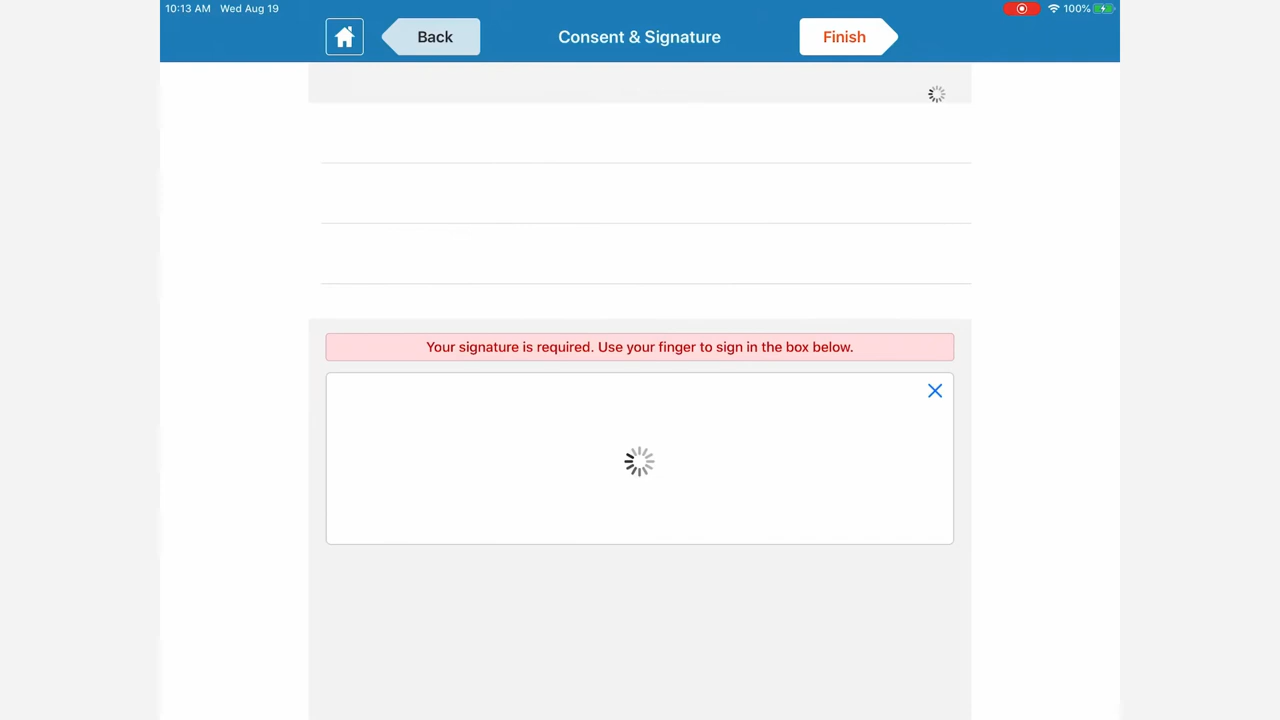 10:13 AM Wed Aug 19
100%
Back
Consent & Signature
Finish
Your signature is required. Use your finger to sign in the box below.